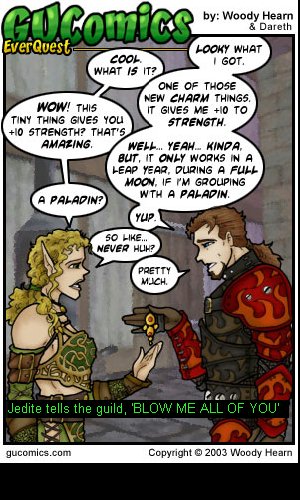 GUComics
by: Woody Hearn
& Dareth
EverQuest
LOOKY WHAT
I GOT.
COOL.
WHAT IS IT?
ONE OF THOSE
NEW CHARM THINGS.
IT GIVES ME +10 TO
STRENGTH.
WOW! THIS
TINY THING GIVES YOU
+10 STRENGTH? THAT'S
AMAZING.
WELL... YEAH... KINDA,
BUT, IT ONLY WORKS IN A
LEAP YEAR, DURING A FULL
MOON, IF I'M GROUPING
WTH A PALADIN.
A PALADIN?
YUP.
SO LIKE...
NEVER HUH?
PRETTY
MUCH.
Jedite tells the guild, 'BLOW ME ALL OF YOU'
gucomics.com
Copyright © 2003 Woody Hearn